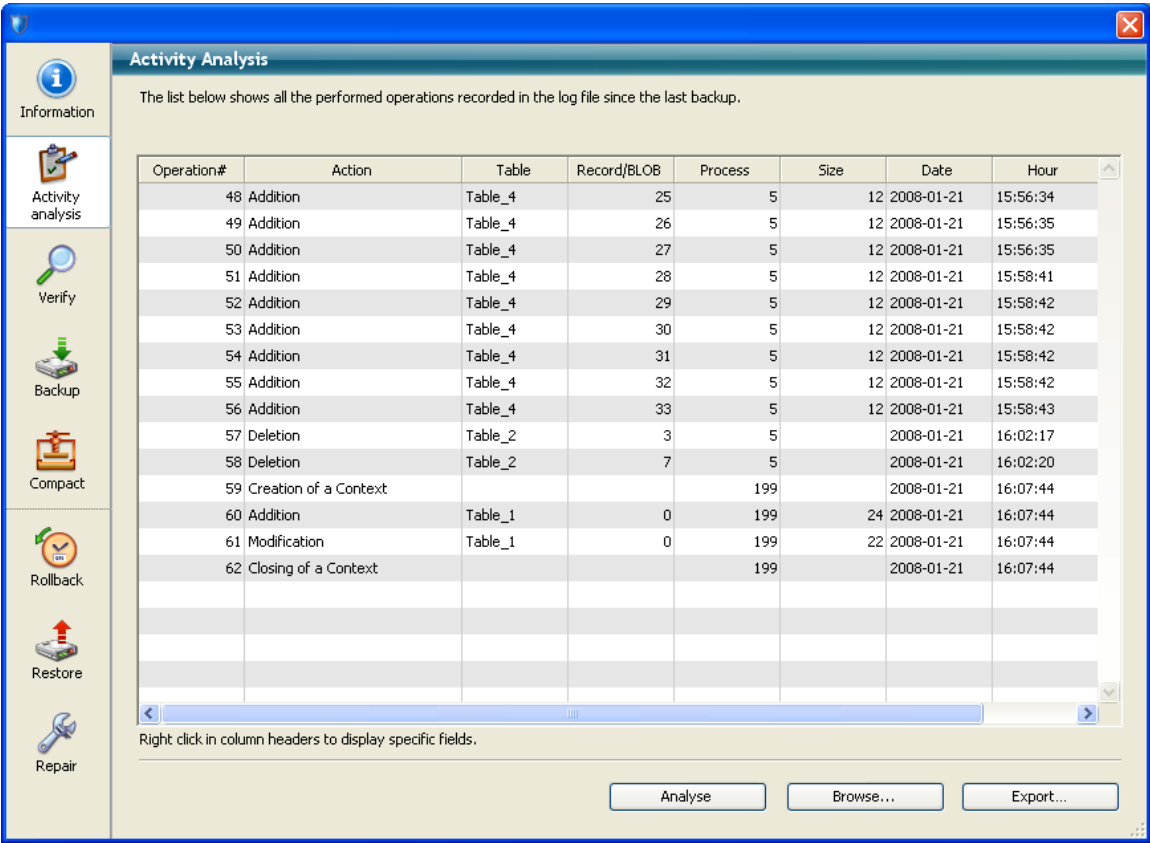 Activity Analysis
Information
The list below shows all the performed operations recorded in the log file since the last backup.
Activity
analysis
Verify
Backup
Compact
Rollback
Restore
Repair
Operation# Action Table Record/BLOB Process Size Date Hour
48 Addition Table_4 25 5 12 2008-01-21 15:56:34
49 Addition Table_4 26 5 12 2008-01-21 15:56:35
50 Addition Table_4 27 5 12 2008-01-21 15:56:35
51 Addition Table_4 28 5 12 2008-01-21 15:58:41
52 Addition Table_4 29 5 12 2008-01-21 15:58:42
53 Addition Table_4 30 5 12 2008-01-21 15:58:42
54 Addition Table_4 31 5 12 2008-01-21 15:58:42
55 Addition Table_4 32 5 12 2008-01-21 15:58:42
56 Addition Table_4 33 5 12 2008-01-21 15:58:43
57 Deletion Table_2 3 5 2008-01-21 16:02:17
58 Deletion Table_2 7 5 2008-01-21 16:02:20
59 Creation of a Context 199 2008-01-21 16:07:44
60 Addition Table_1 0 199 24 2008-01-21 16:07:44
61 Modification Table_1 0 199 22 2008-01-21 16:07:44
62 Closing of a Context 199 2008-01-21 16:07:44
Right click in column headers to display specific fields.
Analyse Browse... Export...